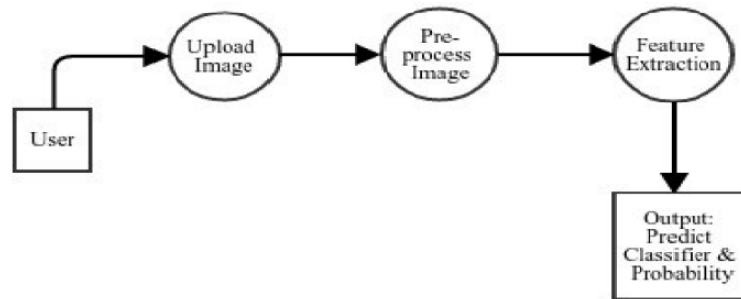 User
Upload
Image
Pre-
process
Image
Feature
Extraction
Output:
Predict
Classifier &
Probability